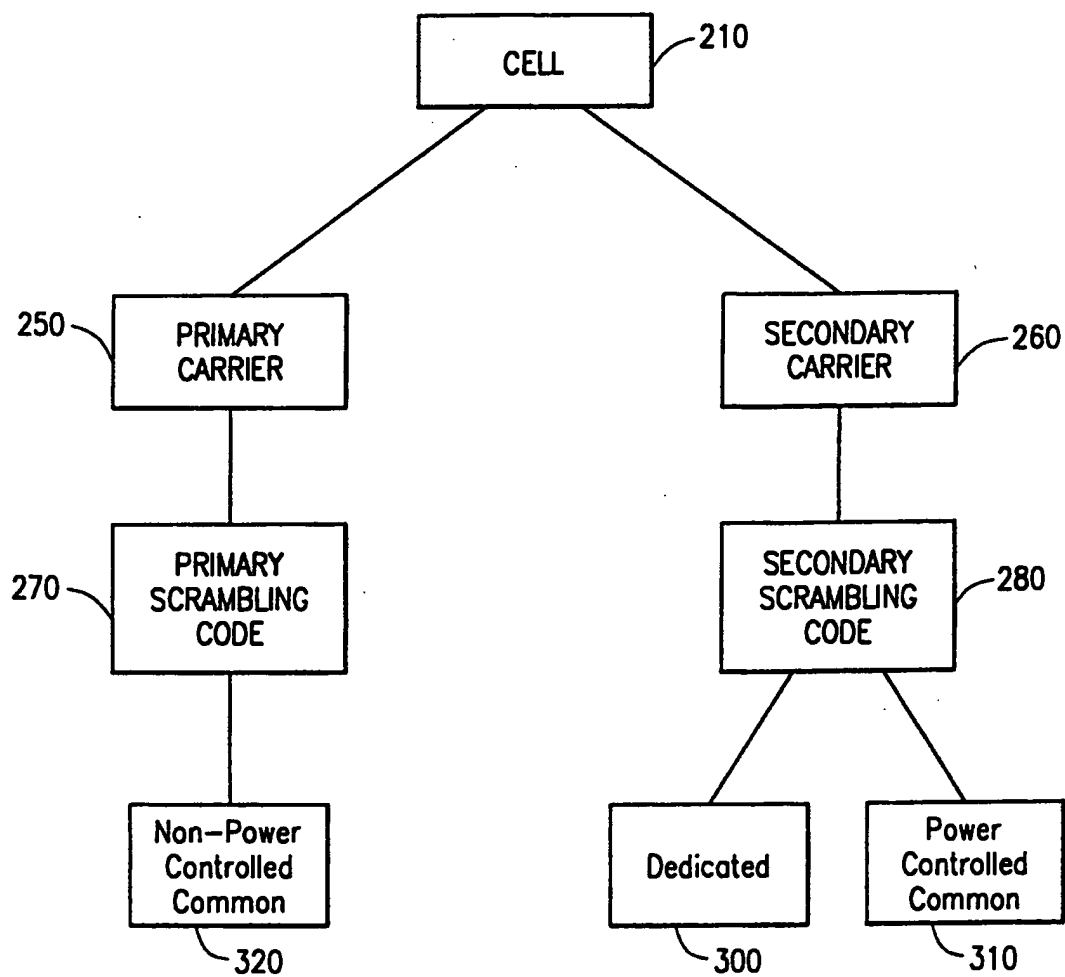 CELL
210
250
PRIMARY
CARRIER
SECONDARY
CARRIER
260
270
PRIMARY
SCRAMBLING
CODE
SECONDARY
SCRAMBLING
CODE
280
Non-Power
Controlled
Common
320
Dedicated
300
Power
Controlled
Common
310